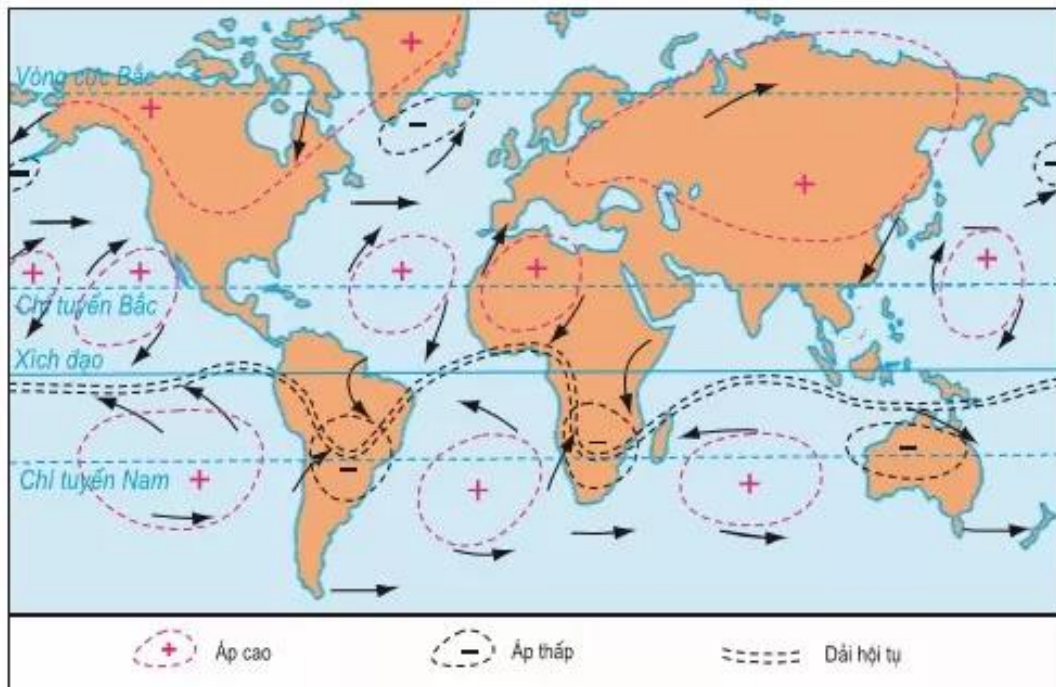 Vòng cực Bắc
Chí tuyến Bắc
Xích đạo
Chí tuyến Nam
Áp cao
Áp thấp
Dải hội tụ